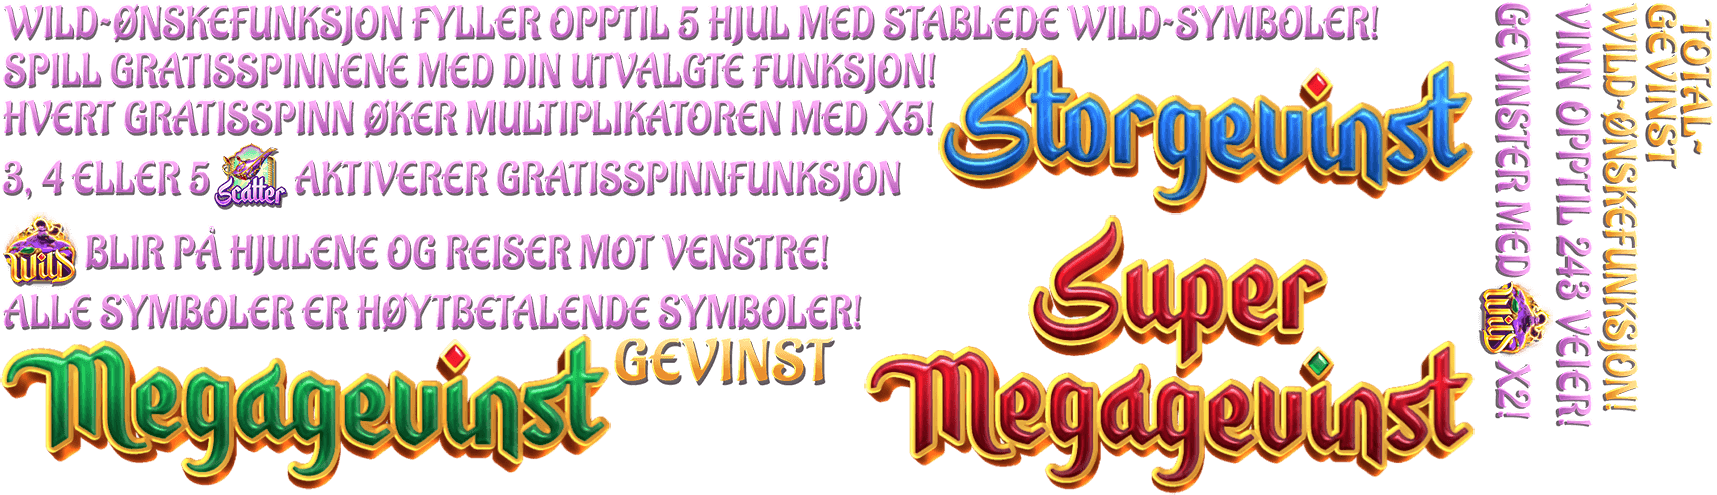 WILD-ØNSKEFUNKSJON FYLLER OPPTIL 5 HJUL MED STABLEDE WILD-SYMBOLER!
SPILL GRATISSPINNENE MED DIN UTVALGTE FUNKSJON!
HVERT GRATISSPINN ØKER MULTIPLIKATOREN MED X5!
3, 4 ELLER 5 Scatter AKTIVERER GRATISSPINNFUNKSJON
Wild BLIR PÅ HJULENE OG REISER MOT VENSTRE!
ALLE SYMBOLER ER HØYTBETALENDE SYMBOLER!
Megagevinst
GEVINST
Storgevinst
Super
Megagevinst
GEVINSTER MED Wild X2!
VINN OPPTIL 243 VEIER!
WILD-ØNSKEFUNKSJON!
TOTAL-
GEVINST